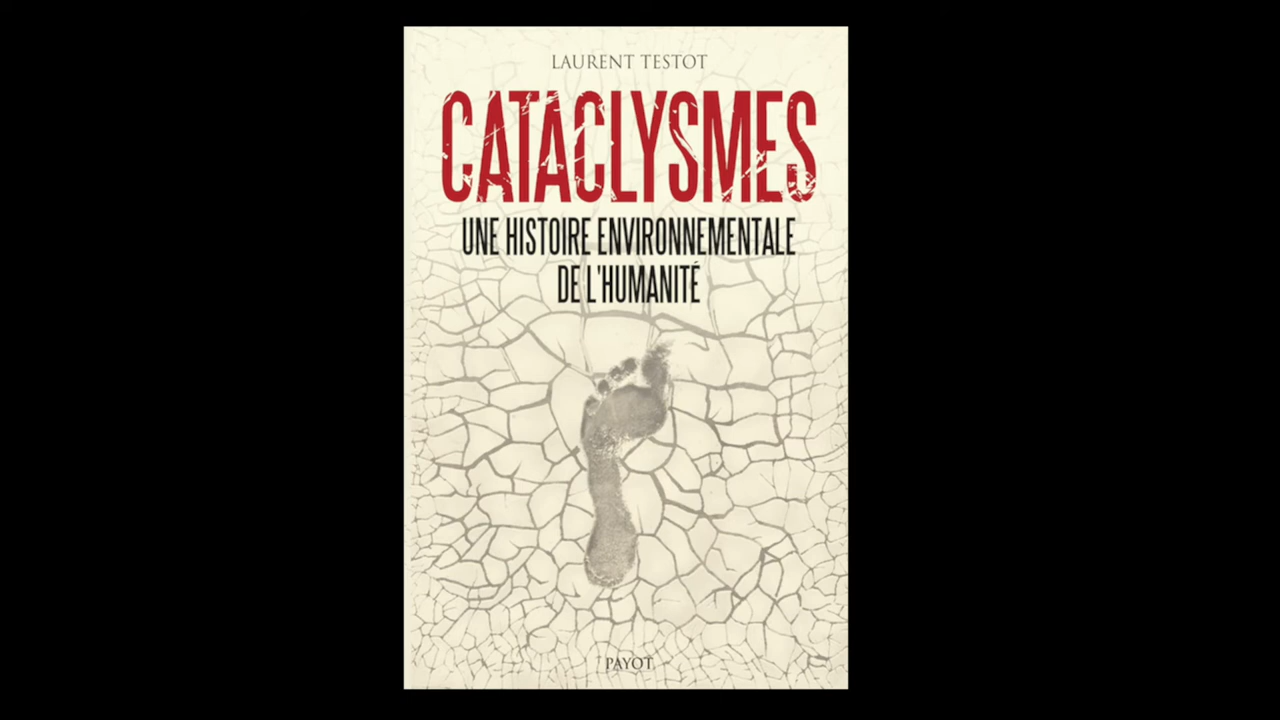 LAURENT TESTOT
CATACLYSMES
UNE HISTOIRE ENVIRONNEMENTALE
DE L'HUMANITÉ
PAYOT